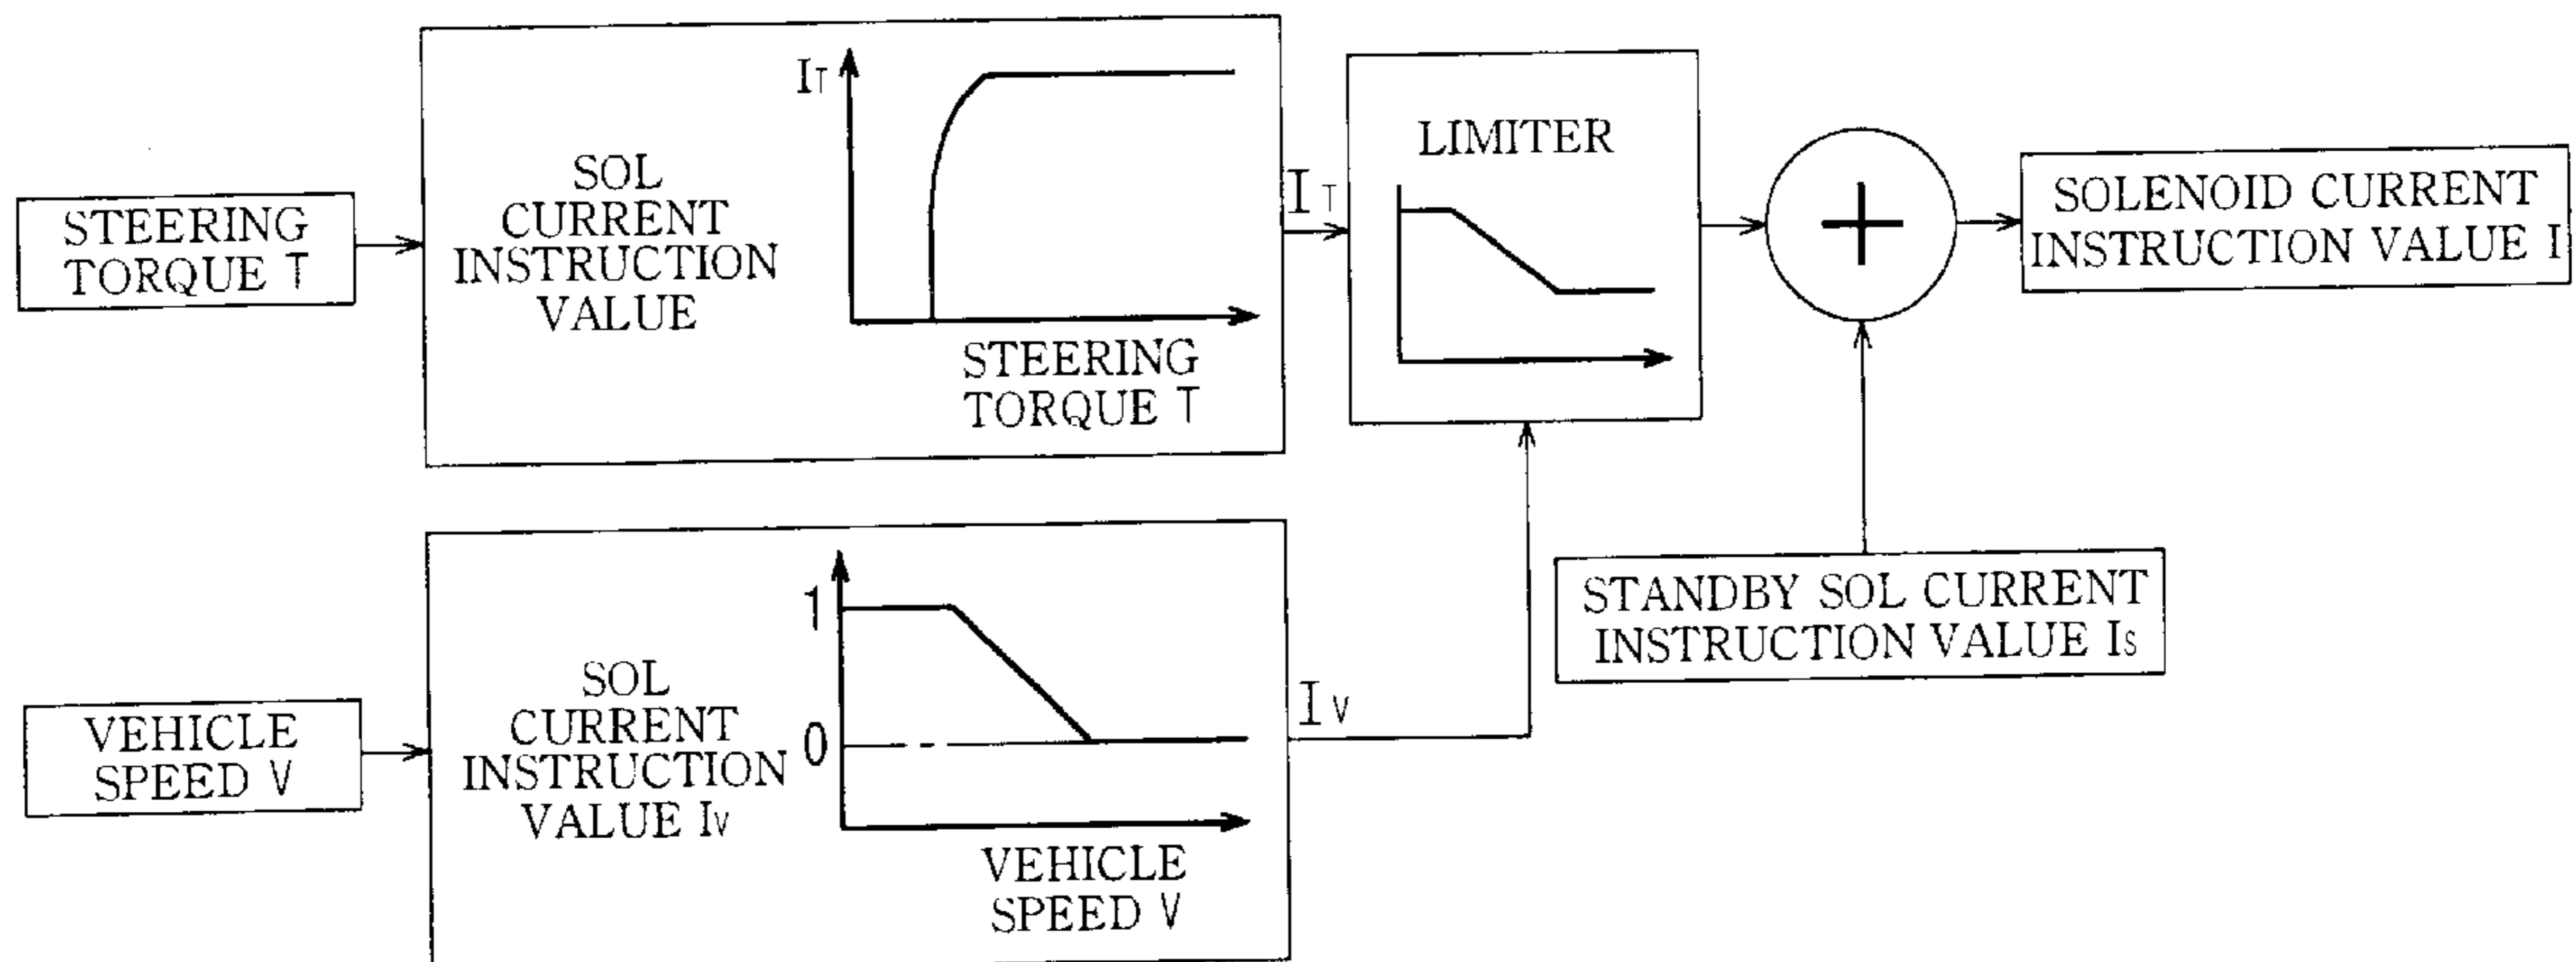 STEERING
TORQUE T
SOL
CURRENT
INSTRUCTION
VALUE
IT
STEERING
TORQUE T
IT
LIMITER
SOLENOID CURRENT
INSTRUCTION VALUE I
STANDBY SOL CURRENT
INSTRUCTION VALUE IS
VEHICLE
SPEED V
SOL
CURRENT
INSTRUCTION
VALUE IV
1
0
VEHICLE
SPEED V
IV